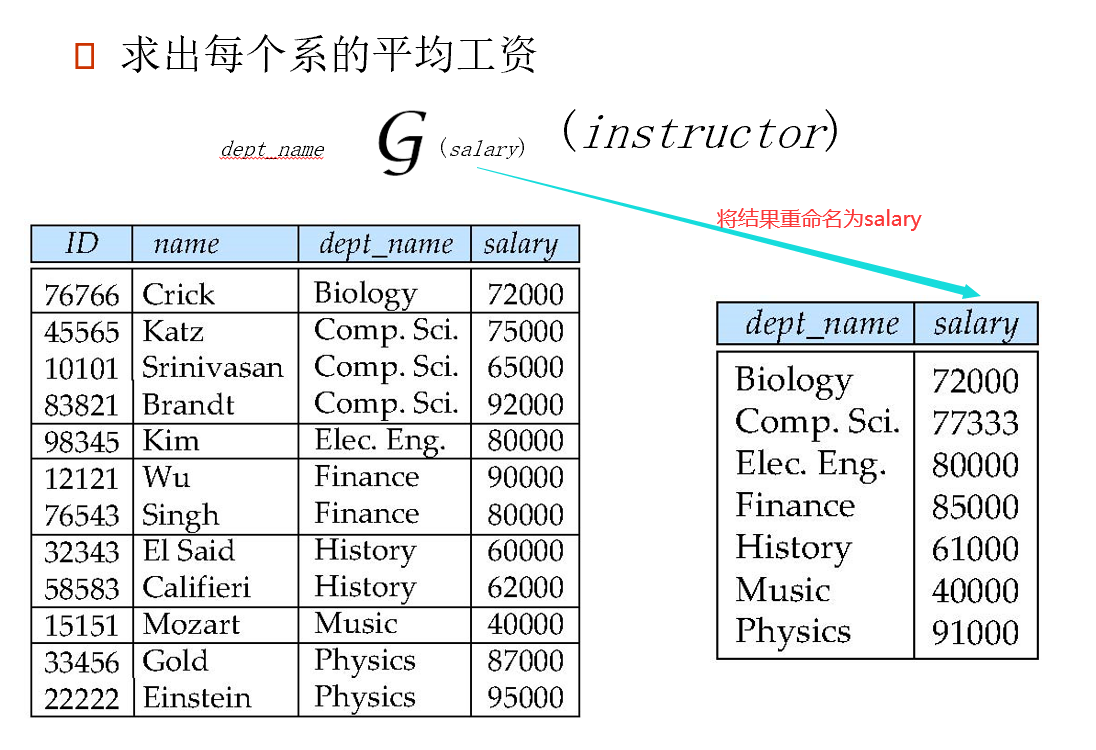 求出每个系的平均工资
dept_name G (salary) (instructor)
将结果重命名为salary
ID name dept_name salary
76766 Crick Biology 72000
45565 Katz Comp. Sci. 75000
10101 Srinivasan Comp. Sci. 65000
83821 Brandt Comp. Sci. 92000
98345 Kim Elec. Eng. 80000
12121 Wu Finance 90000
76543 Singh Finance 80000
32343 El Said History 60000
58583 Califieri History 62000
15151 Mozart Music 40000
33456 Gold Physics 87000
22222 Einstein Physics 95000
dept_name salary
Biology 72000
Comp. Sci. 77333
Elec. Eng. 80000
Finance 85000
History 61000
Music 40000
Physics 91000